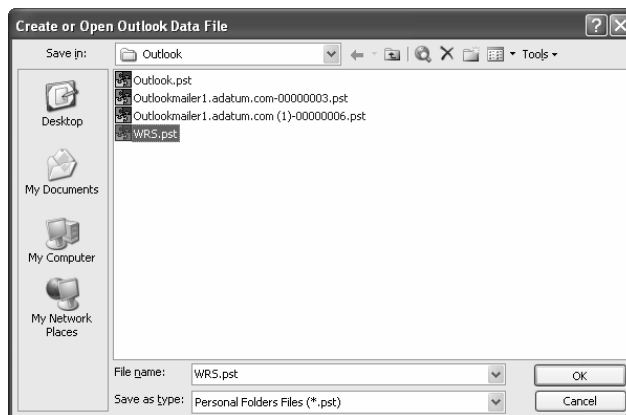 Create or Open Outlook Data File
Save in:
Outlook
Tools
Outlook.pst
Outlookmailer1.adatum.com-00000003.pst
Outlookmailer1.adatum.com (1)-00000006.pst
WRS.pst
Desktop
My Documents
My Computer
My Network
Places
File name:
WRS.pst
OK
Save as type:
Personal Folders Files (*.pst)
Cancel